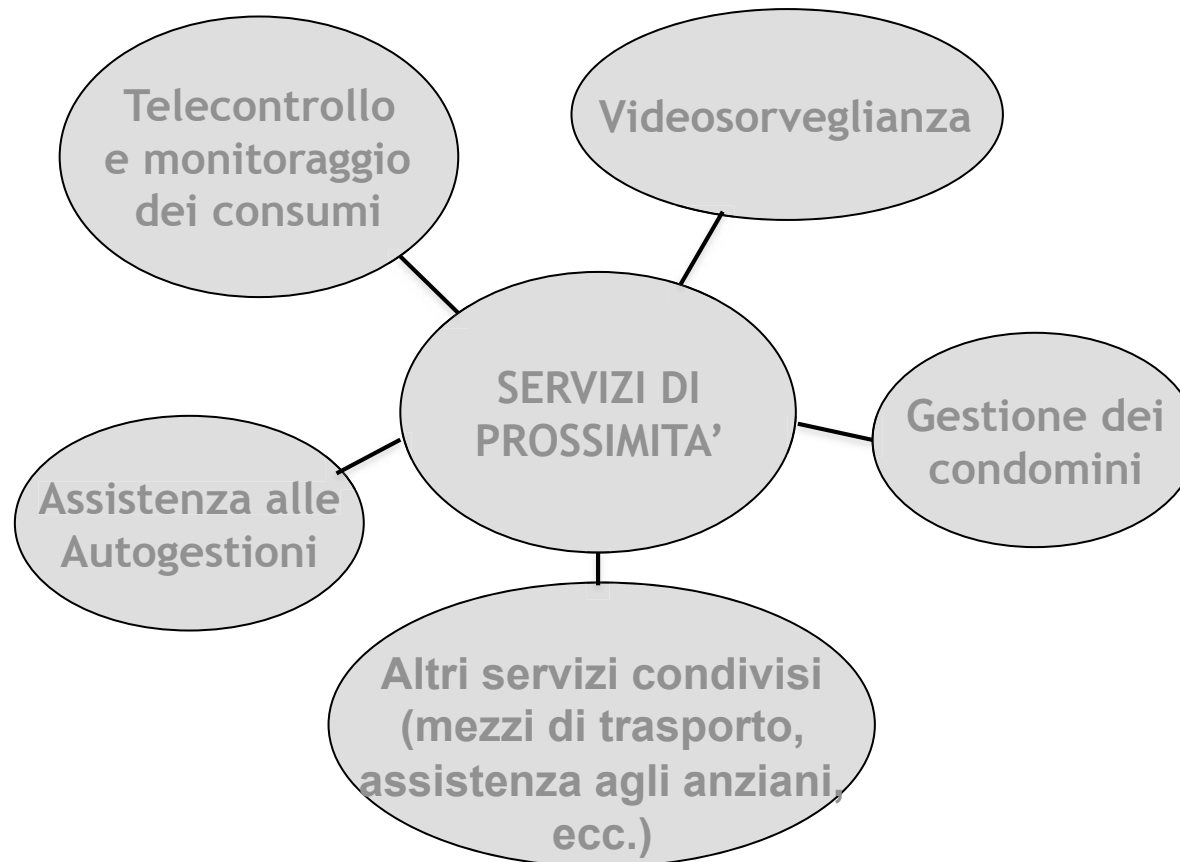 Telecontrollo
e monitoraggio
dei consumi
Videosorveglianza
SERVIZI DI
PROSSIMITA’
Gestione dei
condomini
Assistenza alle
Autogestioni
Altri servizi condivisi
(mezzi di trasporto,
assistenza agli anziani,
ecc.)